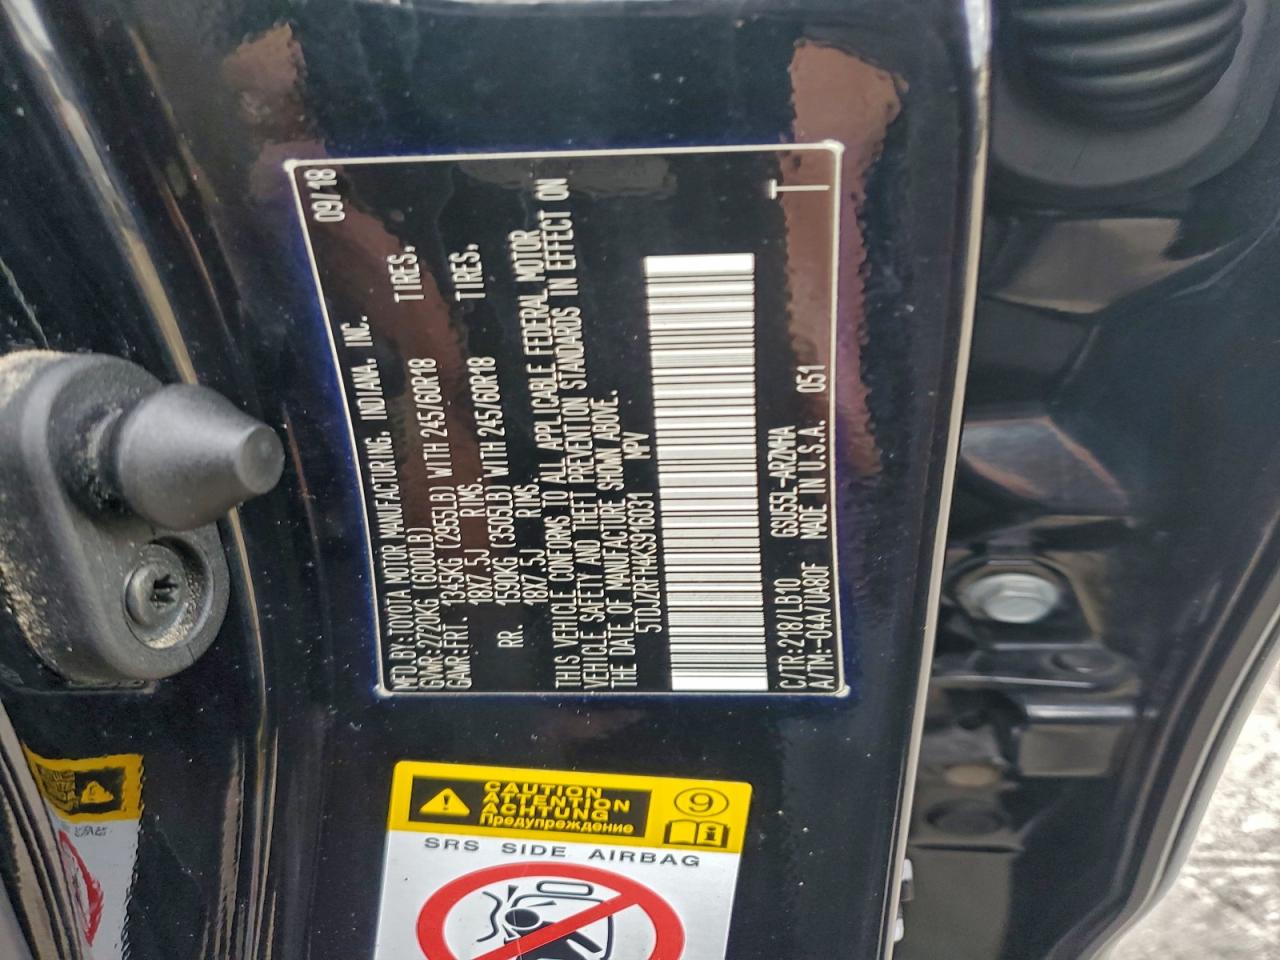 MFD.BY:TOYOTA MOTOR MANUFACTURING. INDIANA. INC. 09/18
GVWR:2720KG (6000LB)
GAWR:FRT. 1345KG (2955LB) WITH 245/60R18 TIRES.
18X7.5J RIMS.
RR. 1590KG (3505LB) WITH 245/60R18 TIRES.
18X7.5J RIMS.
THIS VEHICLE CONFORMS TO ALL APPLICABLE FEDERAL MOTOR
VEHICLE SAFETY AND THEFT PREVENTION STANDARDS IN EFFECT ON
THE DATE OF MANUFACTURE SHOWN ABOVE.
5TDJZRFH4KS916031 MPV
C/TR:218/LB10 GSU55L-ARZMHA
A/TM:-04A/UA80F MADE IN U.S.A. 051
CAUTION
ATTENTION
ACHTUNG
Предупреждение
9
i
SRS SIDE AIRBAG